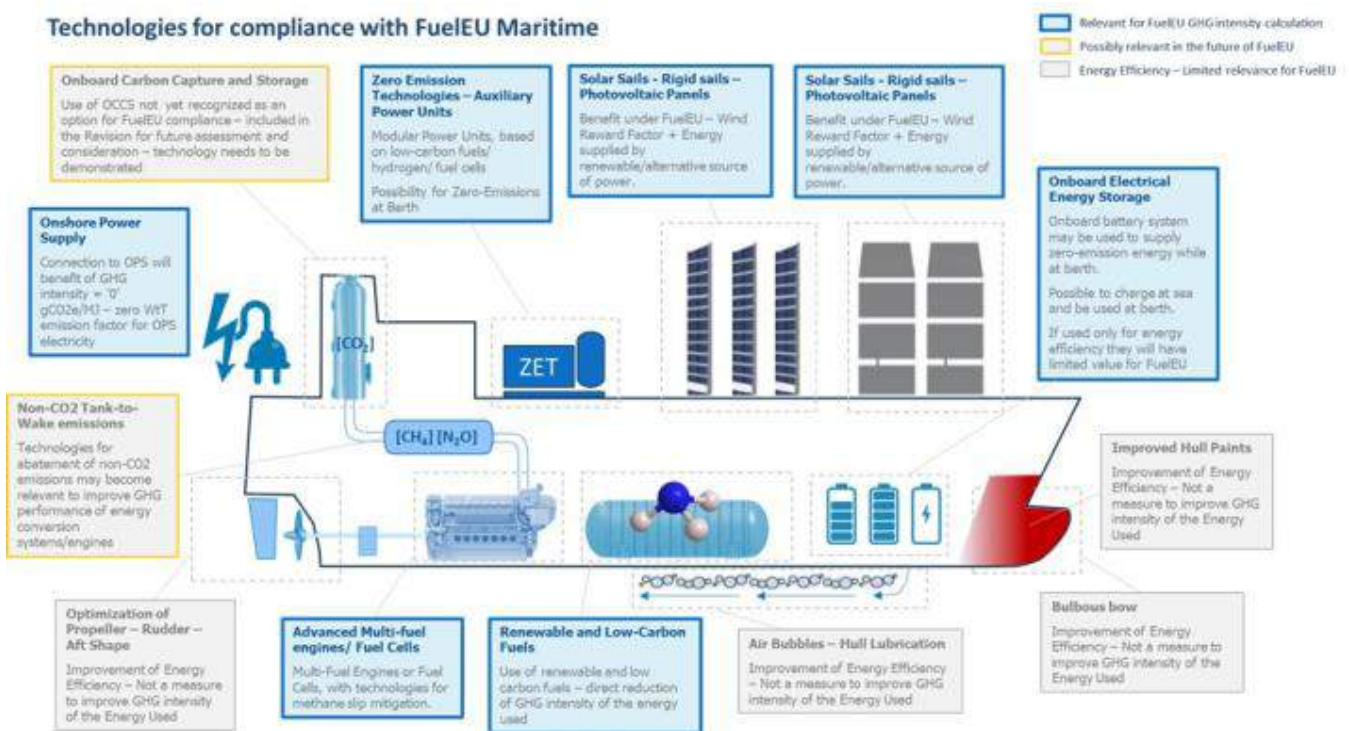 Technologies for compliance with FuelEU Maritime
Relevant for FuelEU GHG intensity calculation
Possibly relevant in the future of FuelEU
Energy Efficiency – Limited relevance for FuelEU
Onboard Carbon Capture and Storage
Use of OCCS not yet recognized as an
option for FuelEU compliance – included in
the Revision for future assessment and
consideration – technology needs to be
demonstrated
Zero Emission
Technologies – Auxiliary
Power Units
Modular Power Units, based
on low-carbon fuels/
hydrogen/ fuel cells
Possibility for Zero-Emissions
at Berth
Solar Sails - Rigid sails –
Photovoltaic Panels
Benefit under FuelEU – Wind
Reward Factor + Energy
supplied by
renewable/alternative source
of power.
Solar Sails - Rigid sails –
Photovoltaic Panels
Benefit under FuelEU – Wind
Reward Factor + Energy
supplied by
renewable/alternative source of
power.
Onboard Electrical
Energy Storage
Onboard battery system
may be used to supply
zero-emission energy while
at berth.
Possible to charge at sea
and be used at berth.
If used only for energy
efficiency they will have
limited value for FuelEU
Onshore Power
Supply
Connection to OPS will
benefit of GHG
intensity = '0'
gCO2e/MJ – zero WtT
emission factor for OPS
electricity
[CO₂]
ZET
[CH₄] [N₂O]
Non-CO2 Tank-to-
Wake emissions
Technologies for
abatement of non-CO2
emissions may become
relevant to improve GHG
performance of energy
conversion
systems/engines
Improved Hull Paints
Improvement of Energy
Efficiency – Not a
measure to improve GHG
intensity of the Energy
Used
Optimization of
Propeller – Rudder –
Aft Shape
Improvement of Energy
Efficiency – Not a measure
to improve GHG intensity
of the Energy Used
Advanced Multi-fuel
engines/ Fuel Cells
Multi-Fuel Engines or Fuel
Cells, with technologies for
methane slip mitigation.
Renewable and Low-Carbon
Fuels
Use of renewable and low
carbon fuels – direct reduction
of GHG intensity of the energy
used
Air Bubbles – Hull Lubrication
Improvement of Energy Efficiency
– Not a measure to improve GHG
intensity of the Energy Used
Bulbous bow
Improvement of Energy
Efficiency – Not a measure to
improve GHG intensity of the
Energy Used